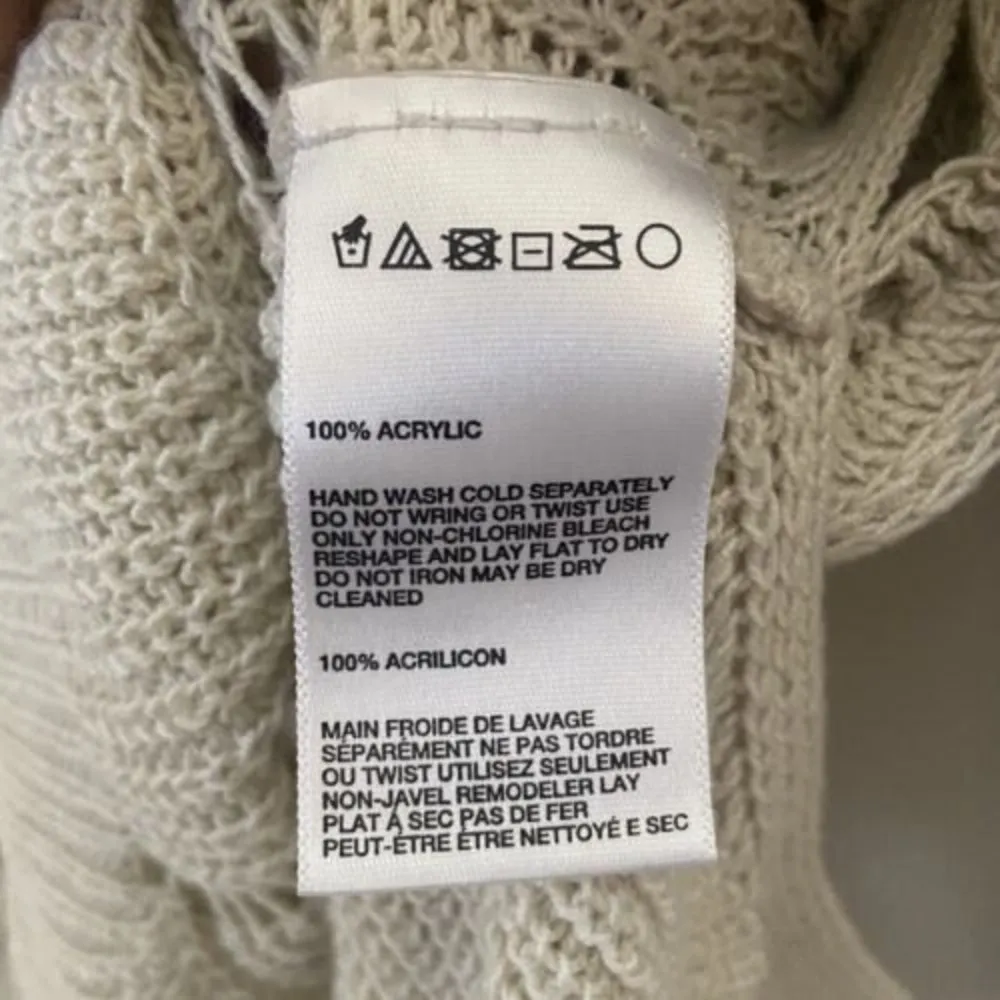 100% ACRYLIC
HAND WASH COLD SEPARATELY
DO NOT WRING OR TWIST USE
ONLY NON-CHLORINE BLEACH
RESHAPE AND LAY FLAT TO DRY
DO NOT IRON MAY BE DRY
CLEANED
100% ACRILICON
MAIN FROIDE DE LAVAGE
SÉPARÉMENT NE PAS TORDRE
OU TWIST UTILISEZ SEULEMENT
NON-JAVEL REMODELER LAY
PLAT À SEC PAS DE FER
PEUT-ÊTRE ÊTRE NETTOYÉ E SEC